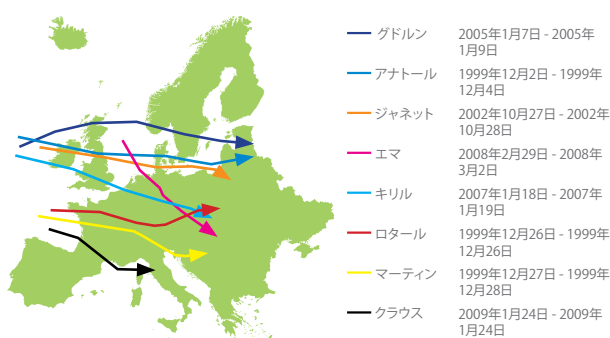 グドルン 2005年1月7日 - 2005年
1月9日
アナトール 1999年12月2日 - 1999年
12月4日
ジャネット 2002年10月27日 - 2002年
10月28日
エマ 2008年2月29日 - 2008年
3月2日
キリル 2007年1月18日 - 2007年
1月19日
ロタール 1999年12月26日 - 1999年
12月26日
マーティン 1999年12月27日 - 1999年
12月28日
クラウス 2009年1月24日 - 2009年
1月24日